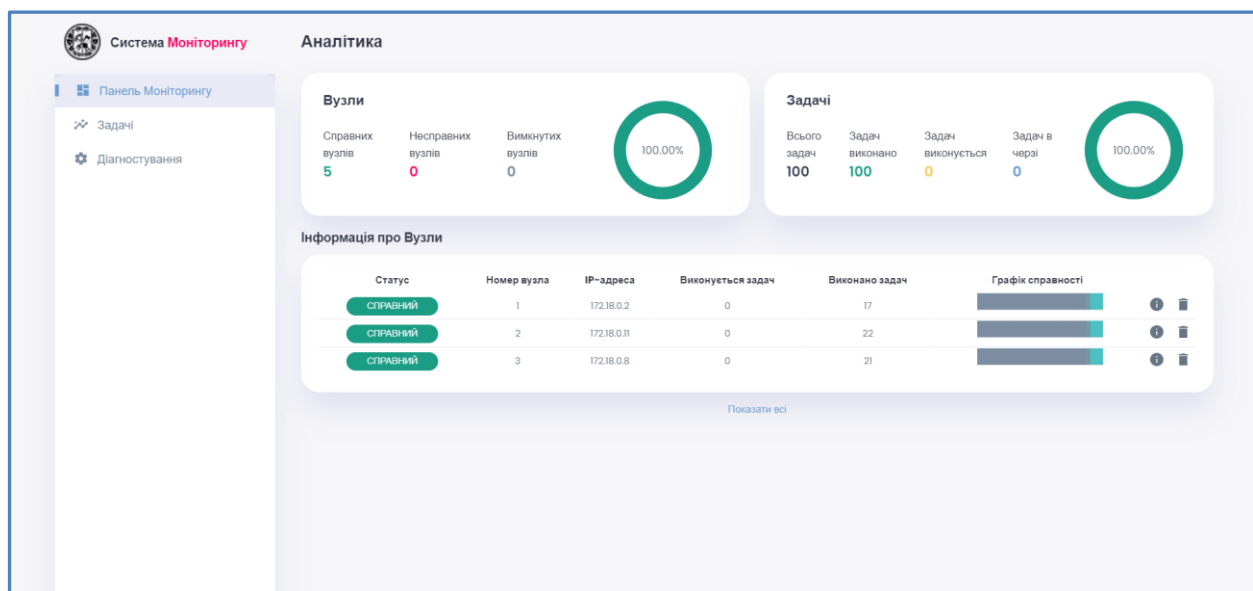 Система Моніторингу
Аналітика
Панель Моніторингу
Задачі
Діагностування
Вузли
Справних вузлів
5
Несправних вузлів
0
Вимкнутих вузлів
0
100.00%
Задачі
Всього задач
100
Задач виконано
100
Задач виконується
0
Задач в черзі
0
100.00%
Інформація про Вузли
Статус Номер вузла IP-адреса Виконується задач Виконано задач Графік справності
СПРАВНИЙ 1 172.18.0.2 0 17
СПРАВНИЙ 2 172.18.0.11 0 22
СПРАВНИЙ 3 172.18.0.8 0 21
Показати всі